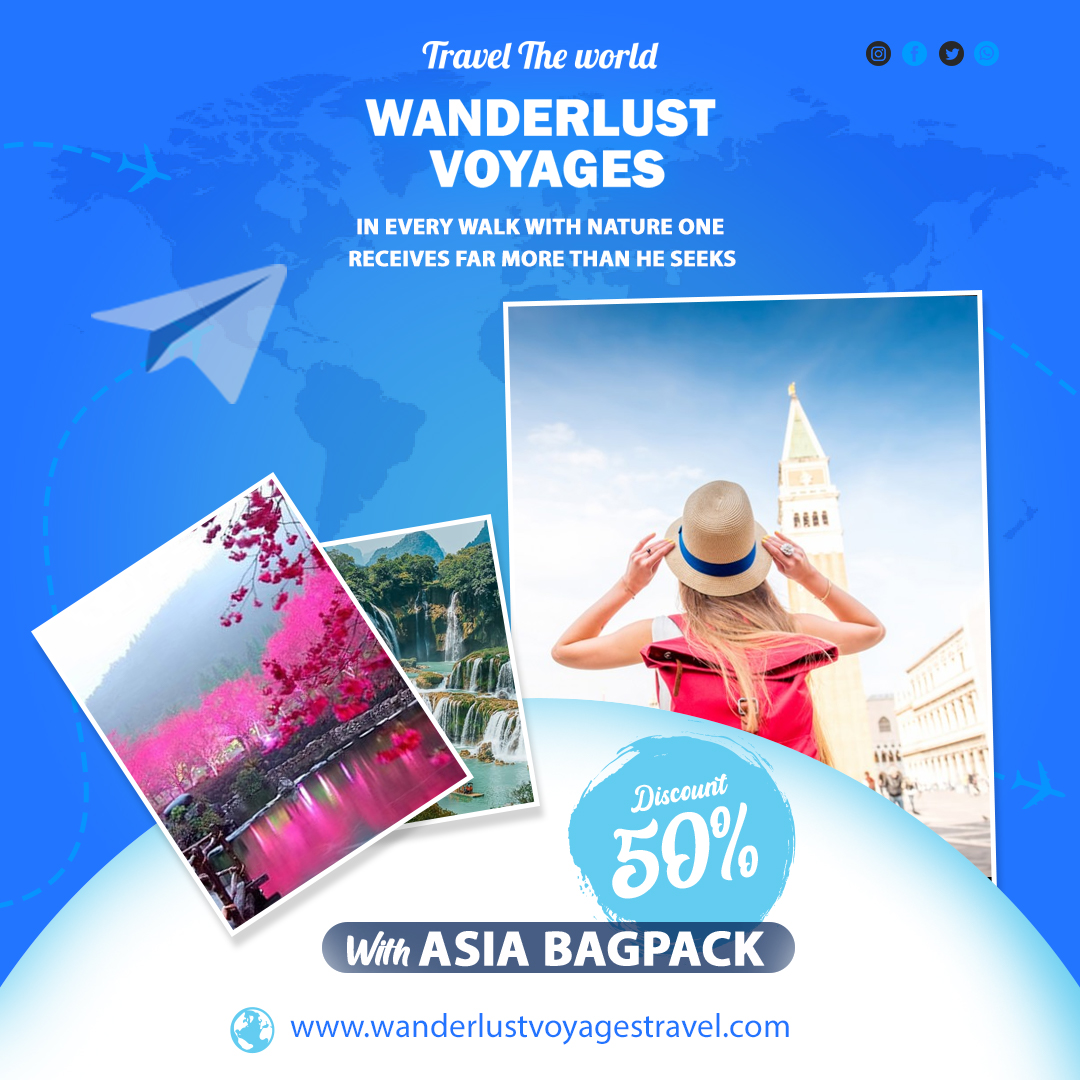 Travel The world
WANDERLUST
VOYAGES
IN EVERY WALK WITH NATURE ONE
RECEIVES FAR MORE THAN HE SEEKS
Discount
50%
With ASIA BAGPACK
www.wanderlustvoyagestravel.com